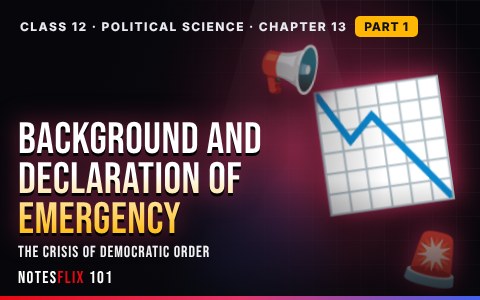 CLASS 12 · POLITICAL SCIENCE · CHAPTER 13 PART 1
BACKGROUND AND
DECLARATION OF
EMERGENCY
THE CRISIS OF DEMOCRATIC ORDER
NOTESFLIX 101